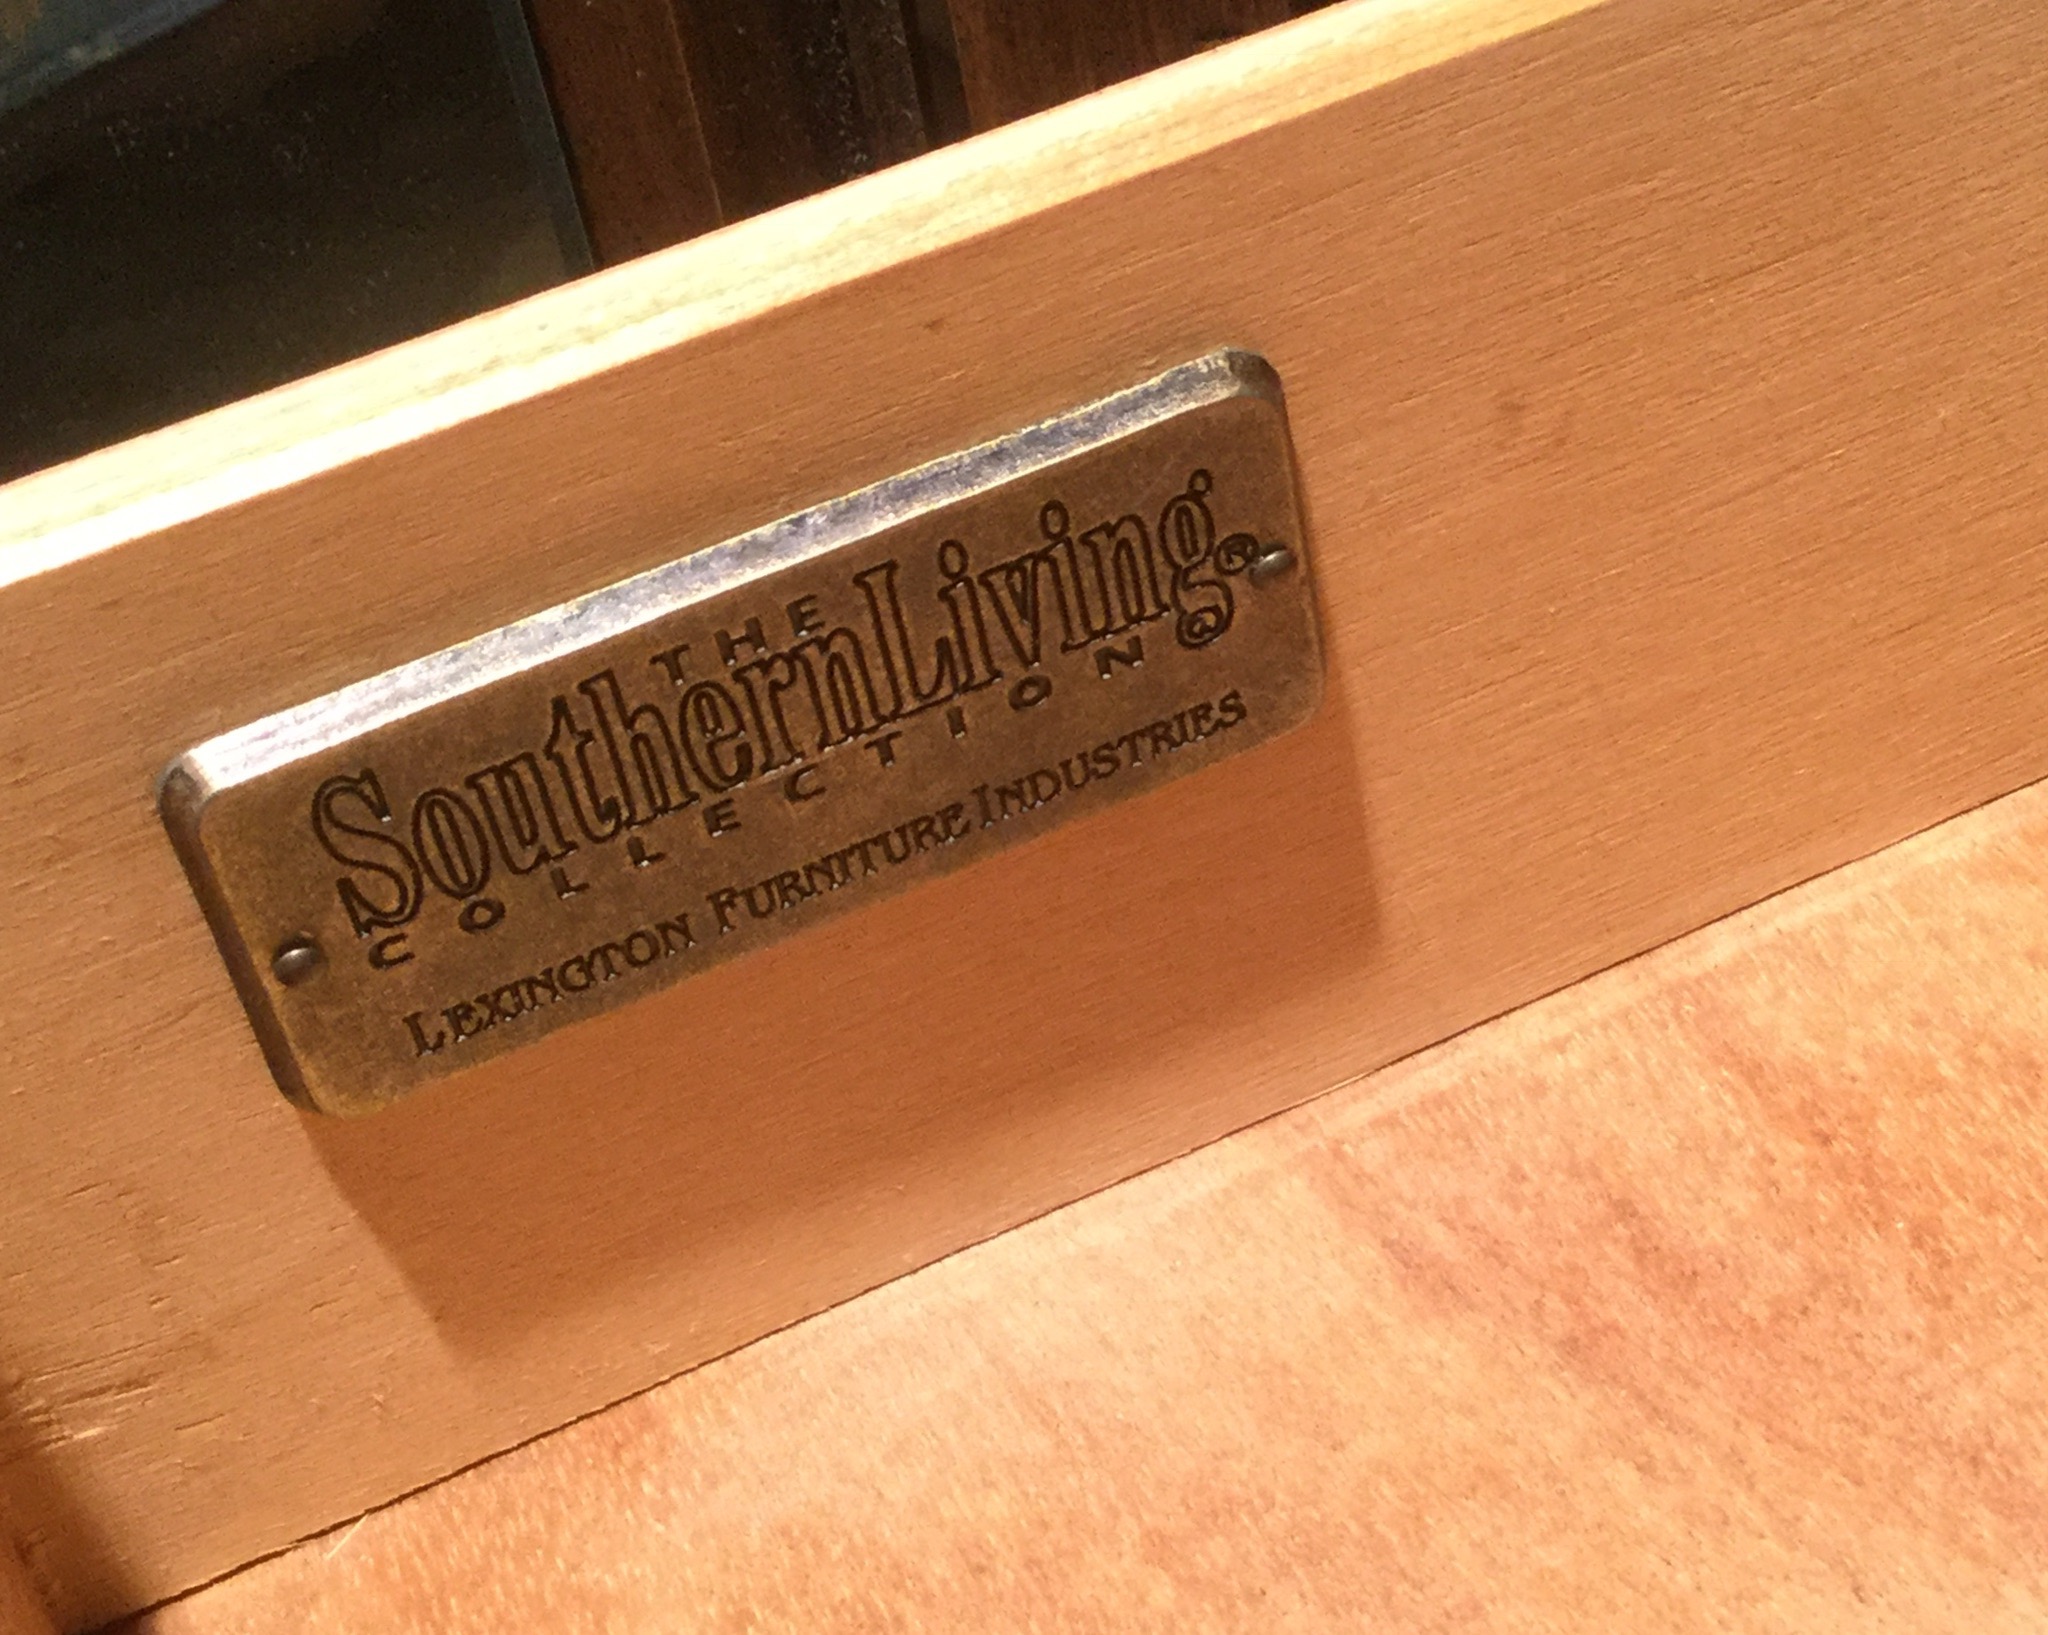 THE
SouthernLiving®
COLLECTION
LEXINGTON FURNITURE INDUSTRIES